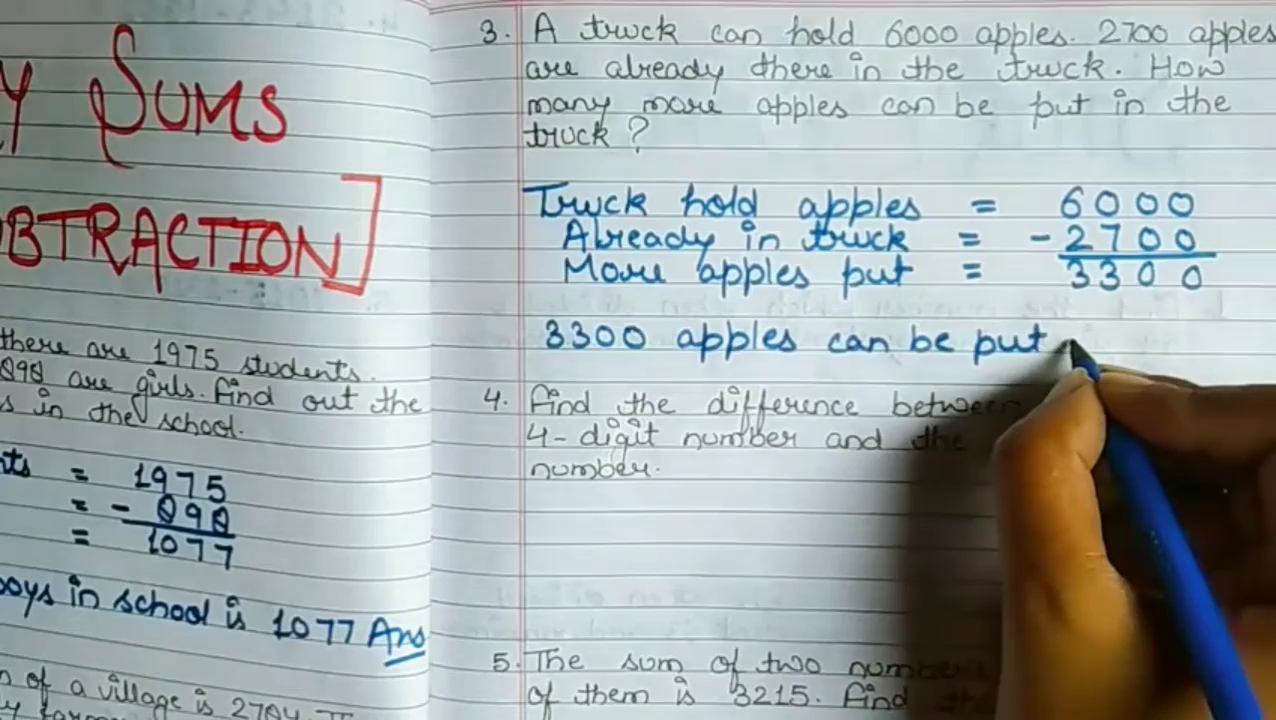 Y SUMS
BTRACTION]
there are 1975 students.
898 are girls. Find out the
s in the school.
nts = 1975
= - 898
= 1077
boys in school is 1077 Ans
of a village is 2784.
3. A truck can hold 6000 apples. 2700 apples
are already there in the truck. How
many more apples can be put in the
truck?
Truck hold apples = 6000
Already in truck = -2700
More apples put = 3300
3300 apples can be put
4. Find the difference between
4-digit number and the
number.
5. The sum of two
of them is 3215. Find